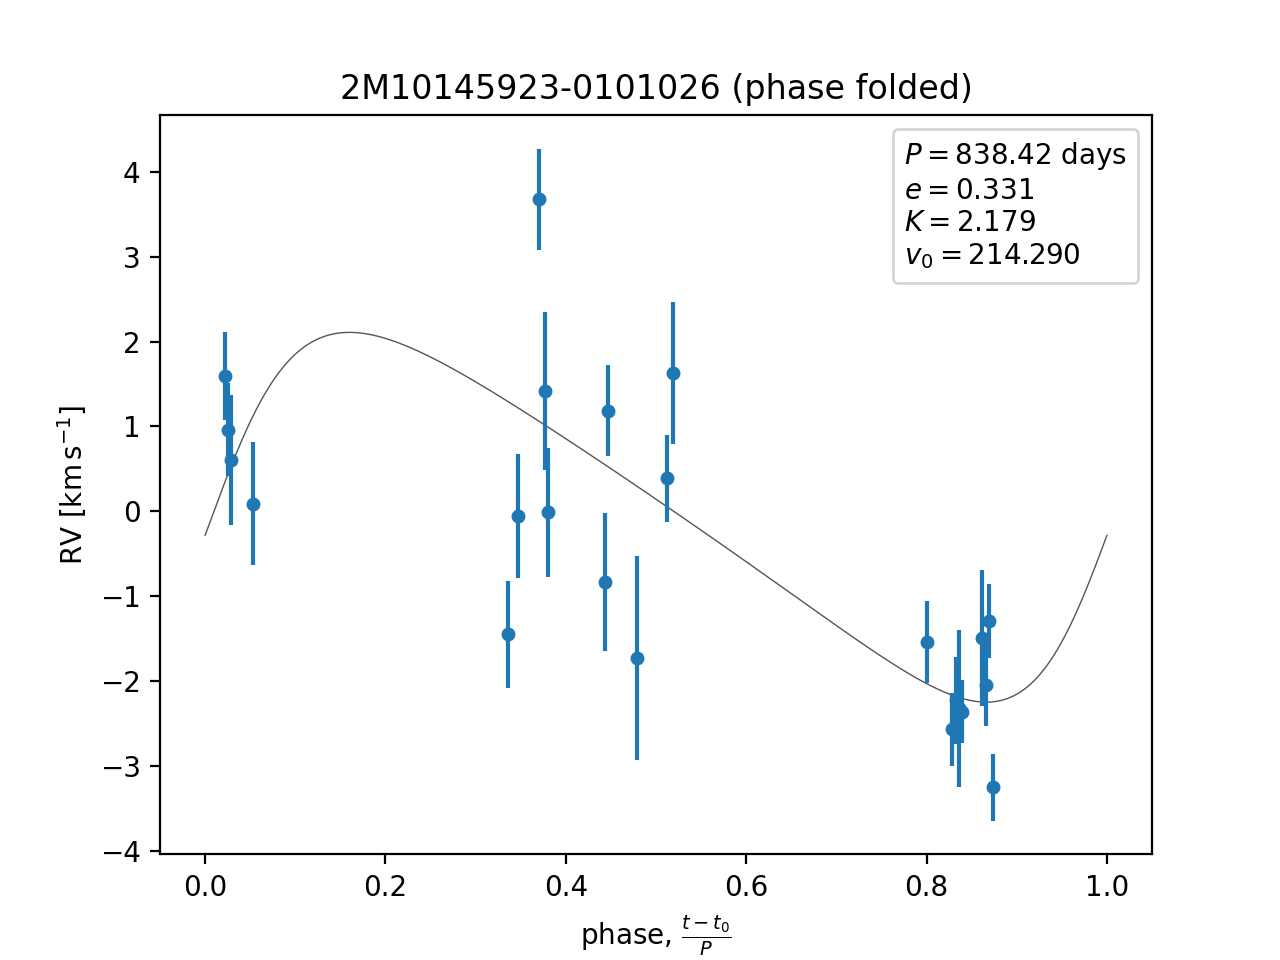 2M10145923-0101026 (phase folded)
P = 838.42 days
e = 0.331
K = 2.179
v₀ = 214.290
RV [km s⁻¹]
4
3
2
1
0
−1
−2
−3
−4
0.0 0.2 0.4 0.6 0.8 1.0
phase, (t − t₀)/P